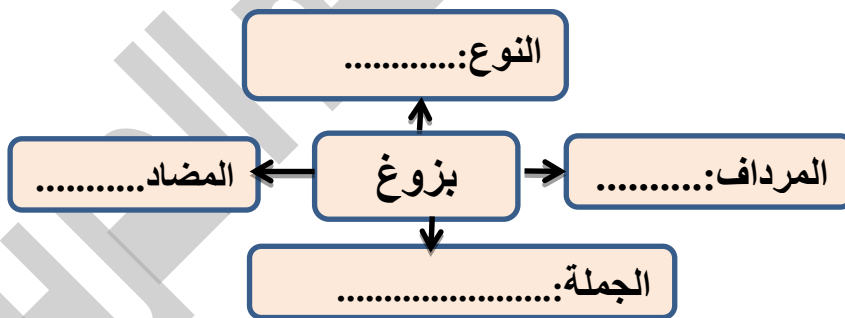 النوع:............
المرداف:..........
بزوغ
المضاد...........
الجملة:.......................